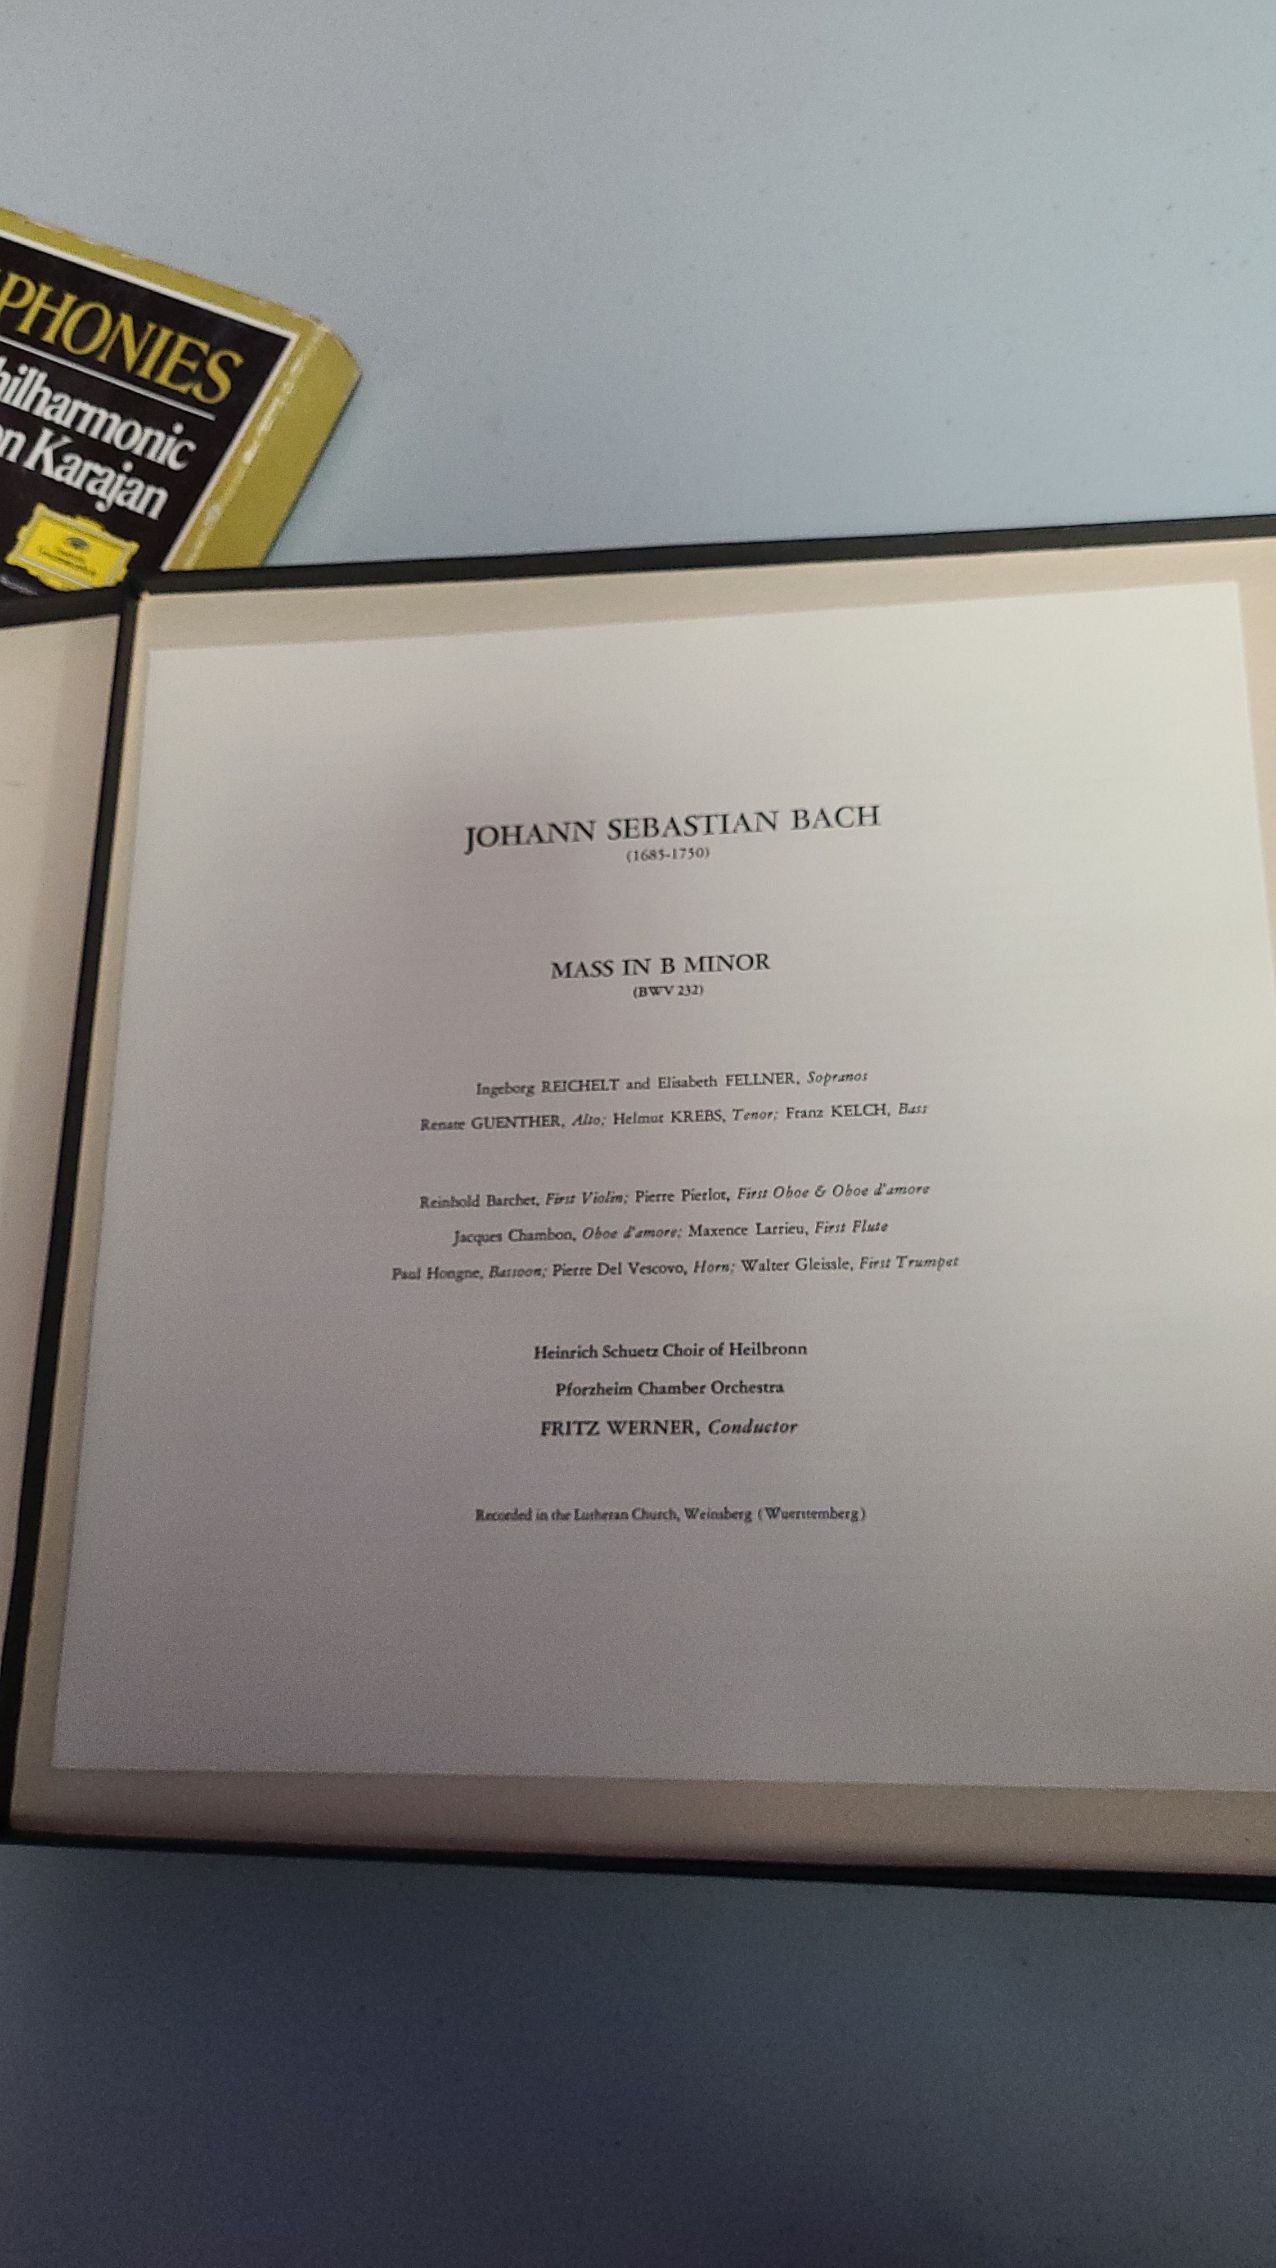 PHONIES
hilharmonic
on Karajan
JOHANN SEBASTIAN BACH
(1685-1750)
MASS IN B MINOR
(BWV 232)
Ingeborg REICHELT and Elisabeth FELLNER, Sopranos
Renate GUENTHER, Alto; Helmut KREBS, Tenor; Franz KELCH, Bass
Reinhold Barchet, First Violin; Pierre Pierlot, First Oboe & Oboe d'amore
Jacques Chambon, Oboe d'amore; Maxence Larrieu, First Flute
Paul Hongne, Bassoon; Pierre Del Vescovo, Horn; Walter Gleissle, First Trumpet
Heinrich Schuetz Choir of Heilbronn
Pforzheim Chamber Orchestra
FRITZ WERNER, Conductor
Recorded in the Lutheran Church, Weinsberg (Wuerttemberg)